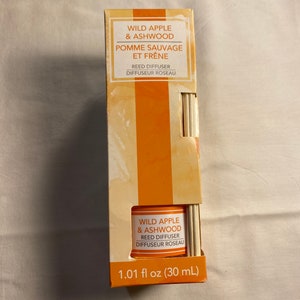 WILD APPLE
& ASHWOOD
POMME SAUVAGE
ET FRÊNE
REED DIFFUSER
DIFFUSEUR ROSEAU
WILD APPLE
& ASHWOOD
REED DIFFUSER
DIFFUSEUR ROSEAU
1.01 fl oz (30 mL)